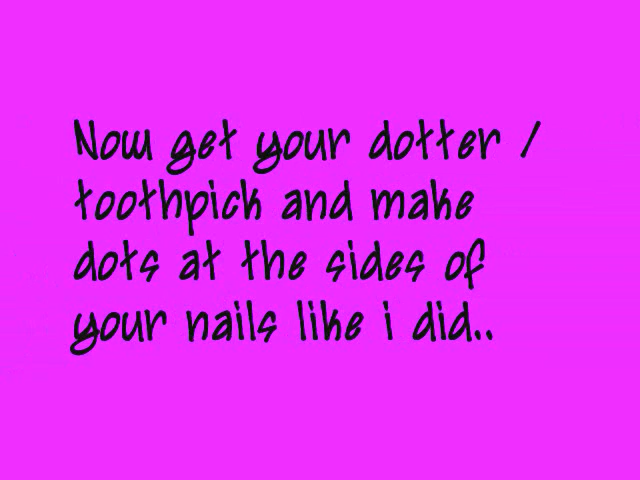 Now get your dotter /
toothpick and make
dots at the sides of
your nails like i did..